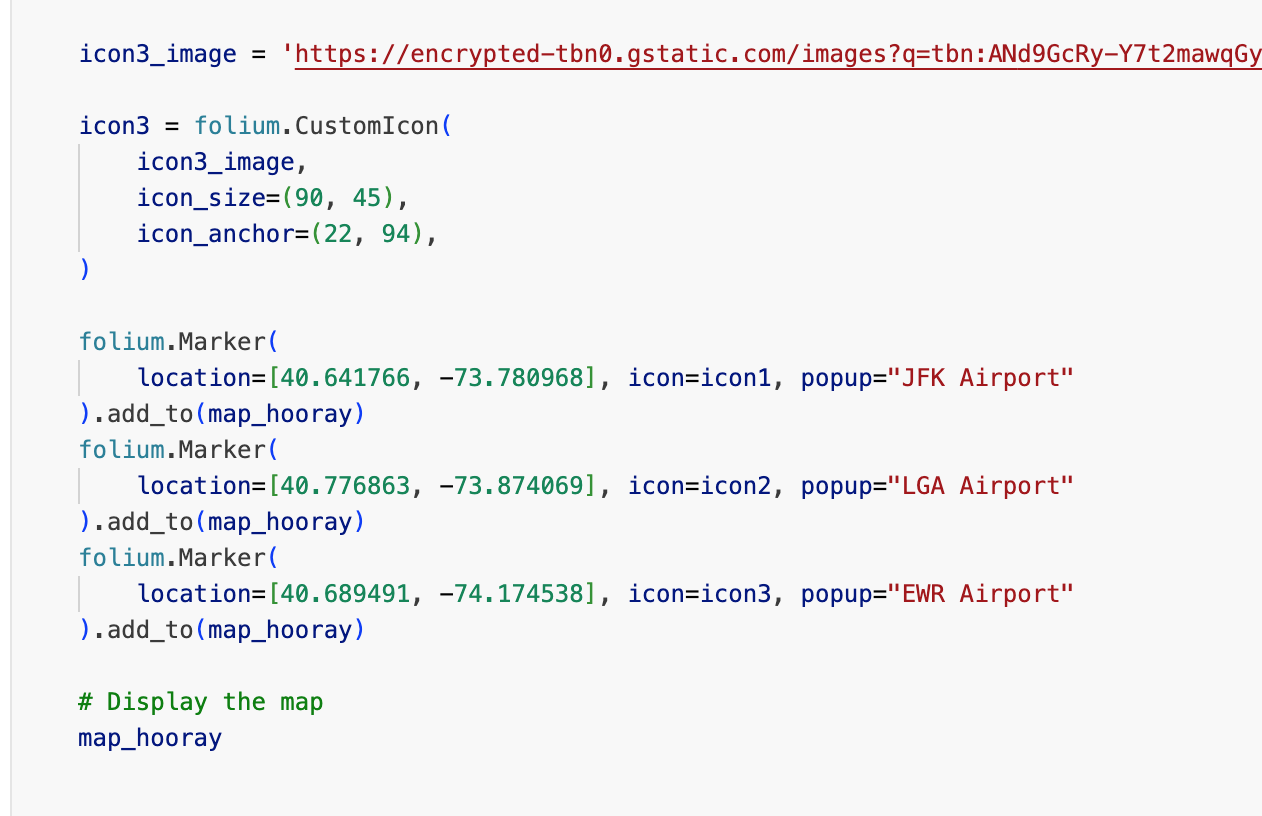 icon3_image = 'https://encrypted-tbn0.gstatic.com/images?q=tbn:ANd9GcRy-Y7t2mawqGy
icon3 = folium.CustomIcon(
    icon3_image,
    icon_size=(90, 45),
    icon_anchor=(22, 94),
)
folium.Marker(
    location=[40.641766, -73.780968], icon=icon1, popup="JFK Airport"
).add_to(map_hooray)
folium.Marker(
    location=[40.776863, -73.874069], icon=icon2, popup="LGA Airport"
).add_to(map_hooray)
folium.Marker(
    location=[40.689491, -74.174538], icon=icon3, popup="EWR Airport"
).add_to(map_hooray)
# Display the map
map_hooray